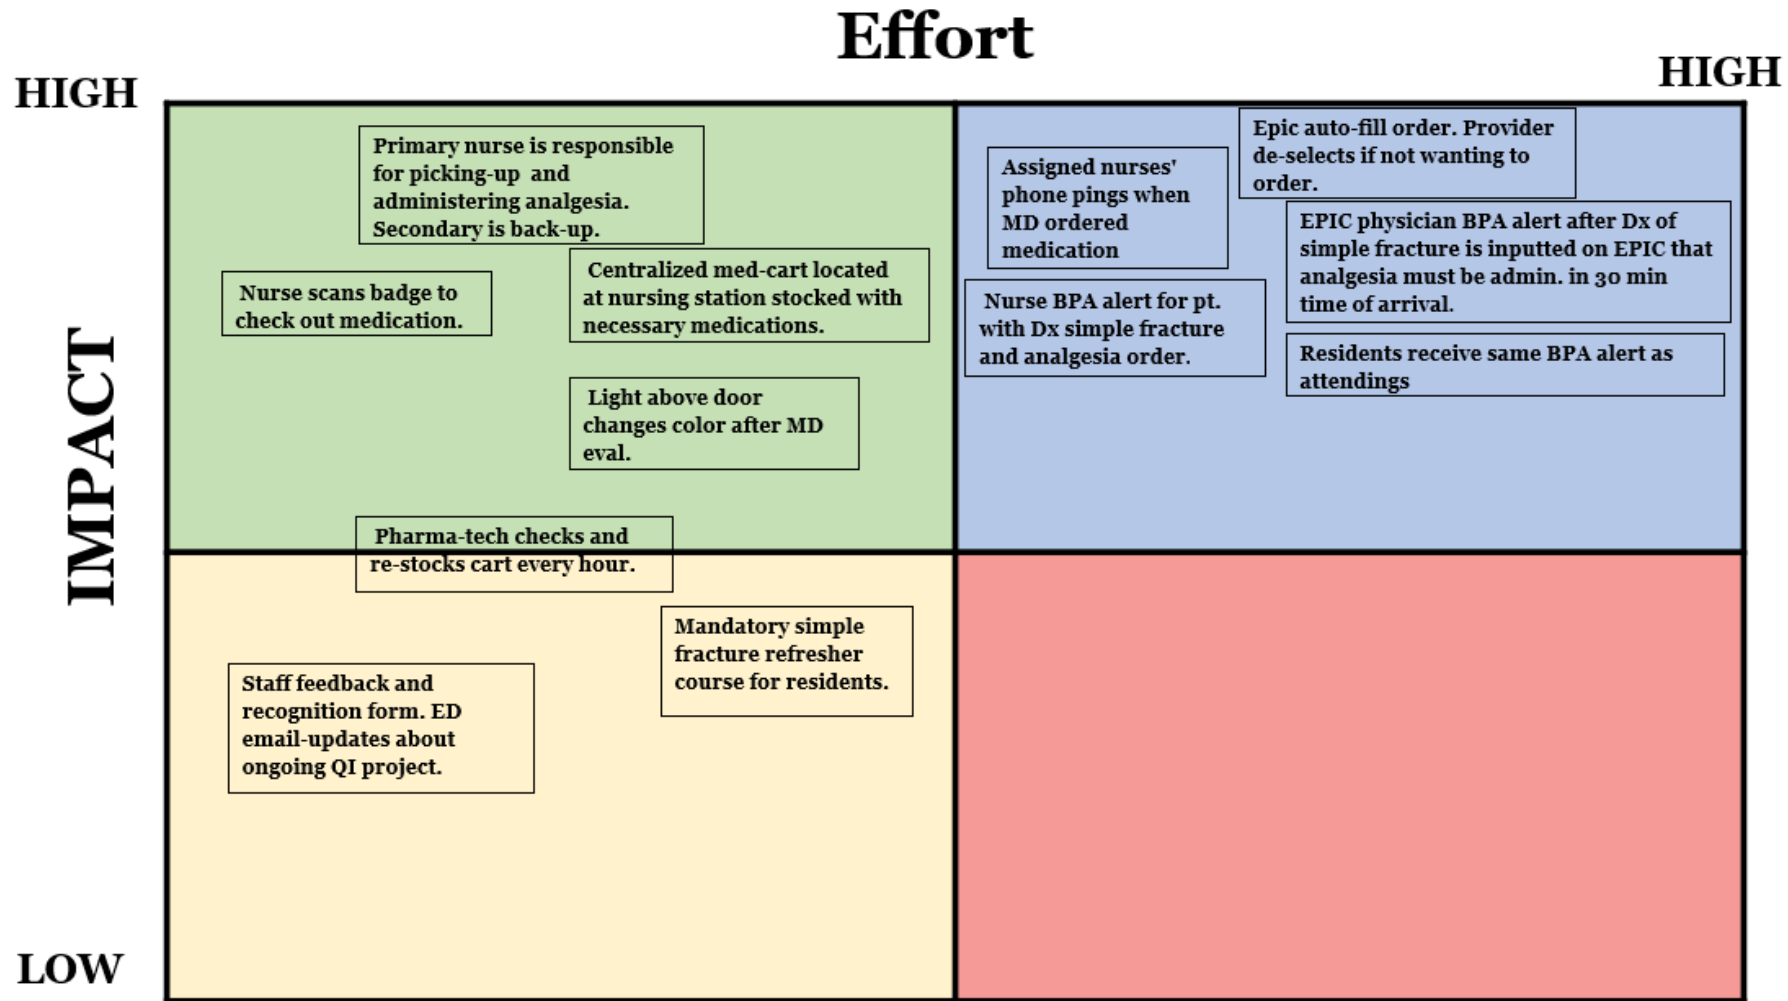 Effort
HIGH
HIGH
IMPACT
LOW
Primary nurse is responsible
for picking-up and
administering analgesia.
Secondary is back-up.
Nurse scans badge to
check out medication.
Centralized med-cart located
at nursing station stocked with
necessary medications.
Light above door
changes color after MD
eval.
Assigned nurses'
phone pings when
MD ordered
medication
Epic auto-fill order. Provider
de-selects if not wanting to
order.
EPIC physician BPA alert after Dx of
simple fracture is inputted on EPIC that
analgesia must be admin. in 30 min
time of arrival.
Nurse BPA alert for pt.
with Dx simple fracture
and analgesia order.
Residents receive same BPA alert as
attendings
Pharma-tech checks and
re-stocks cart every hour.
Mandatory simple
fracture refresher
course for residents.
Staff feedback and
recognition form. ED
email-updates about
ongoing QI project.